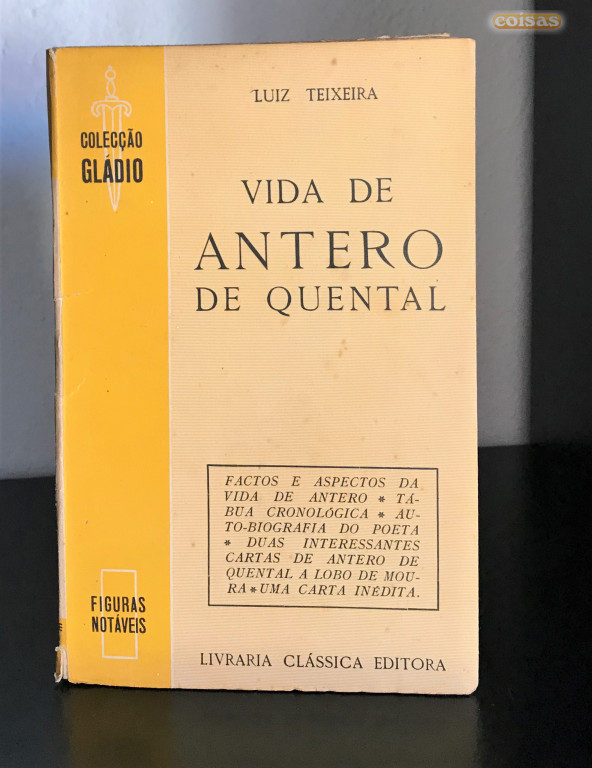 coisas
LUIZ TEIXEIRA
COLECÇÃO
GLÁDIO
VIDA DE
ANTERO
DE QUENTAL
FACTOS E ASPECTOS DA
VIDA DE ANTERO * TÁ-
BUA CRONOLÓGICA * AU-
TO-BIOGRAFIA DO POETA
* DUAS INTERESSANTES
CARTAS DE ANTERO DE
QUENTAL A LOBO DE MOU-
RA * UMA CARTA INÉDITA.
FIGURAS
NOTÁVEIS
LIVRARIA CLÁSSICA EDITORA